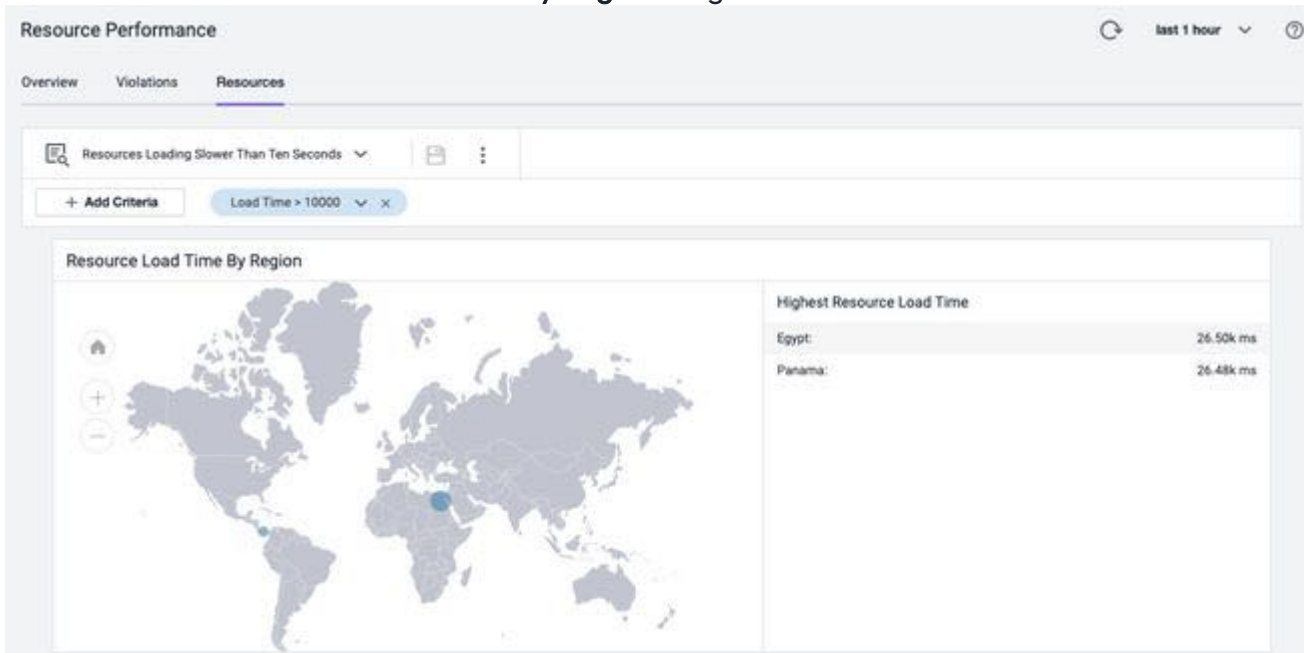 Resource Performance
last 1 hour
Overview Violations Resources
Resources Loading Slower Than Ten Seconds
+ Add Criteria Load Time > 10000 ×
Resource Load Time By Region
Highest Resource Load Time
Egypt: 26.50k ms
Panama: 26.48k ms